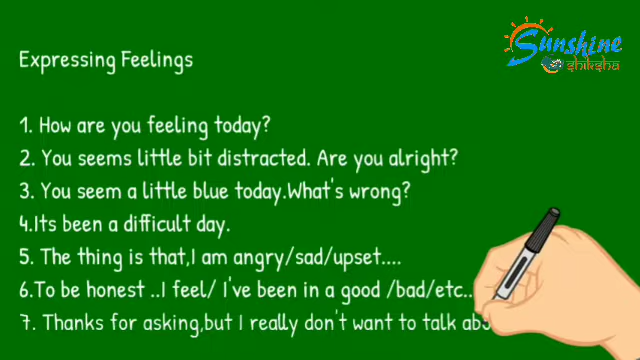 Sunshine
shiksha
Expressing Feelings
1. How are you feeling today?
2. You seems little bit distracted. Are you alright?
3. You seem a little blue today.What's wrong?
4.Its been a difficult day.
5. The thing is that,I am angry/sad/upset....
6.To be honest ..I feel/ I've been in a good /bad/etc..
7. Thanks for asking,but I really don't want to talk